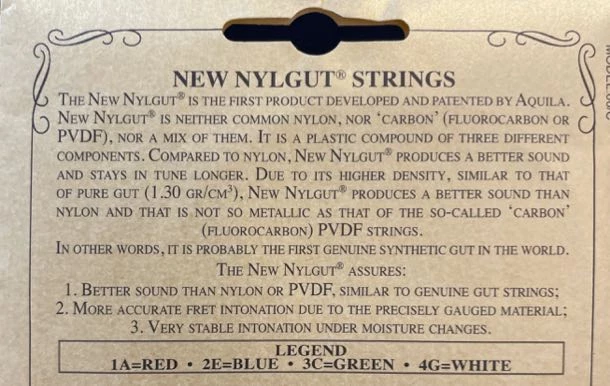 NEW NYLGUT® STRINGS
THE NEW NYLGUT® IS THE FIRST PRODUCT DEVELOPED AND PATENTED BY AQUILA.
NEW NYLGUT® IS NEITHER COMMON NYLON, NOR ‘CARBON’ (FLUOROCARBON OR
PVDF), NOR A MIX OF THEM. IT IS A PLASTIC COMPOUND OF THREE DIFFERENT
COMPONENTS. COMPARED TO NYLON, NEW NYLGUT® PRODUCES A BETTER SOUND
AND STAYS IN TUNE LONGER. DUE TO ITS HIGHER DENSITY, SIMILAR TO THAT
OF PURE GUT (1.30 GR/CM³), NEW NYLGUT® PRODUCES A BETTER SOUND THAN
NYLON AND THAT IS NOT SO METALLIC AS THAT OF THE SO-CALLED ‘CARBON’
(FLUOROCARBON) PVDF STRINGS.
IN OTHER WORDS, IT IS PROBABLY THE FIRST GENUINE SYNTHETIC GUT IN THE WORLD.
THE NEW NYLGUT® ASSURES:
1. BETTER SOUND THAN NYLON OR PVDF, SIMILAR TO GENUINE GUT STRINGS;
2. MORE ACCURATE FRET INTONATION DUE TO THE PRECISELY GAUGED MATERIAL;
3. VERY STABLE INTONATION UNDER MOISTURE CHANGES.
LEGEND
1A=RED • 2E=BLUE • 3C=GREEN • 4G=WHITE